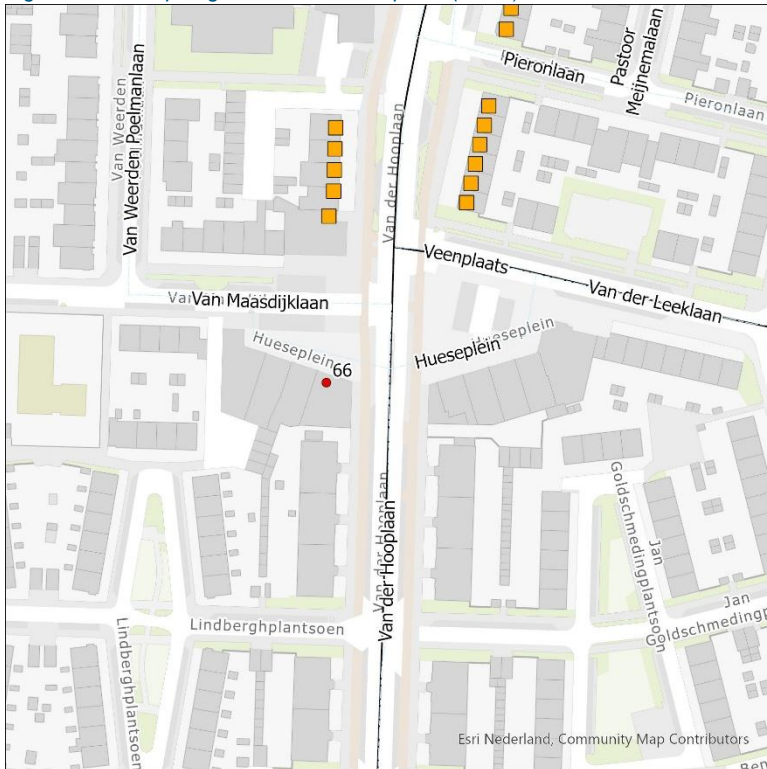 Pieronlaan
Pastoor
Meijnemalaan
Pieronlaan
Van Weerden
Van Weerden Poelmanlaan
Van der Hooplaan
Veenplaats
Van der Leeklaan
Van Maasdijklaan
Hueseplein
Hueseplein
Hueseplein
66
Van der Hooplaan
Van der Hooplaan
Goldschmedingplantsoen
Jan
Jan
Lindberghplantsoen
Lindberghplantsoen
Esri Nederland, Community Map Contributors